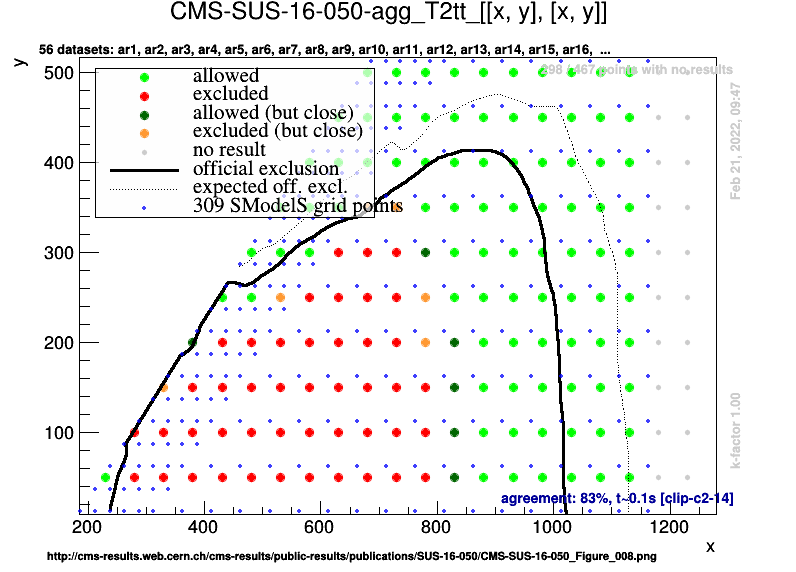 CMS-SUS-16-050-agg_T2tt_[[x, y], [x, y]]
56 datasets: ar1, ar2, ar3, ar4, ar5, ar6, ar7, ar8, ar9, ar10, ar11, ar12, ar13, ar14, ar15, ar16, ...
y
298 / 467 points with no results
allowed
excluded
allowed (but close)
excluded (but close)
no result
official exclusion
expected off. excl.
309 SModelS grid points
500
400
300
200
100
Feb 21, 2022, 09:47
k-factor 1.00
agreement: 83%, t~0.1s [clip-c2-14]
200 400 600 800 1000 1200
x
http://cms-results.web.cern.ch/cms-results/public-results/publications/SUS-16-050/CMS-SUS-16-050_Figure_008.png